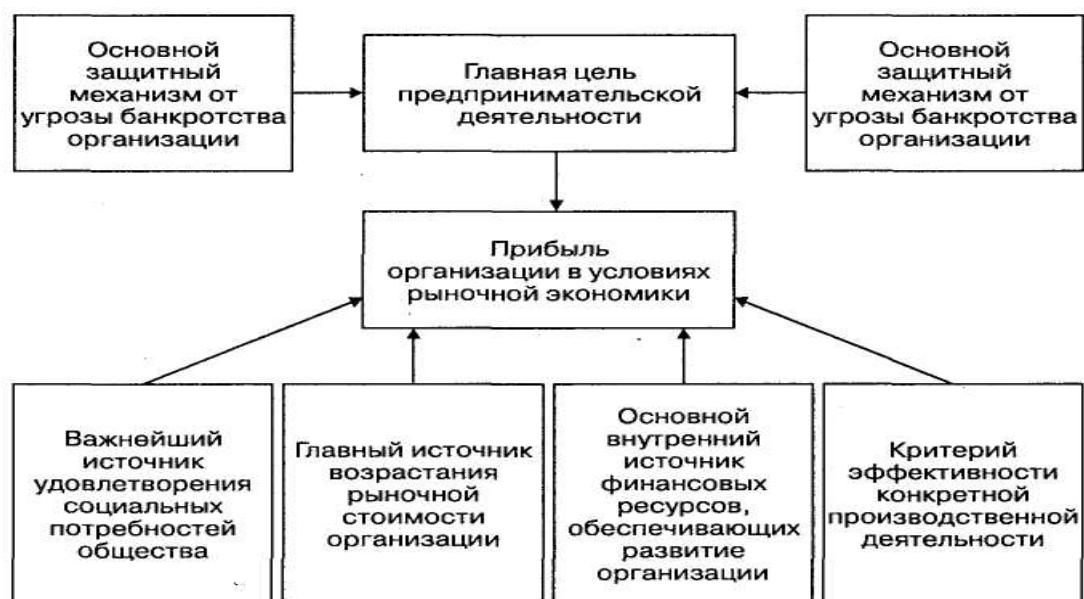 Основной
защитный
механизм от
угрозы банкротства
организации
Главная цель
предпринимательской
деятельности
Основной
защитный
механизм от
угрозы банкротства
организации
Прибыль
организации в условиях
рыночной экономики
Важнейший
источник
удовлетворения
социальных
потребностей
общества
Главный источник
возрастания
рыночной
стоимости
организации
Основной
внутренний
источник
финансовых
ресурсов,
обеспечивающих
развитие
организации
Критерий
эффективности
конкретной
производственной
деятельности